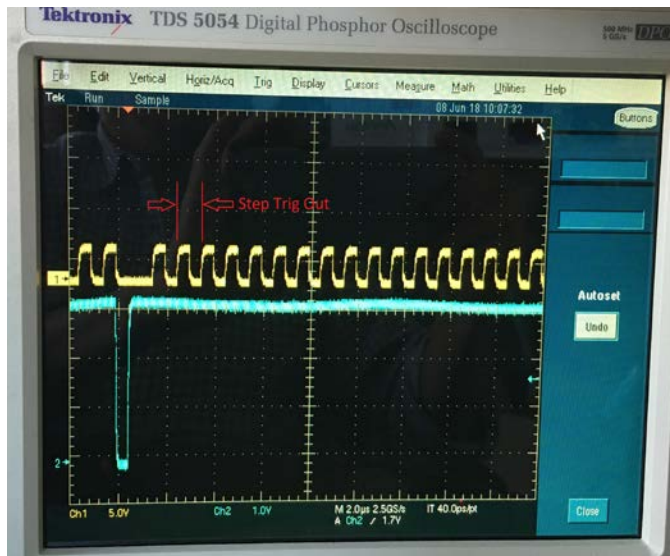 Tektronix TDS 5054 Digital Phosphor Oscilloscope 500 MHz 5 GS/s DPO
File Edit Vertical Horiz/Acq Trig Display Cursors Measure Math Utilities Help
Tek Run Sample 08 Jun 18 10:07:32
Buttons
Step Trig Out
1
Autoset
Undo
2
Ch1 5.0V Ch2 1.0V M 2.0µs 2.5GS/s IT 40.0ps/pt
A Ch2 / 1.7V
Close